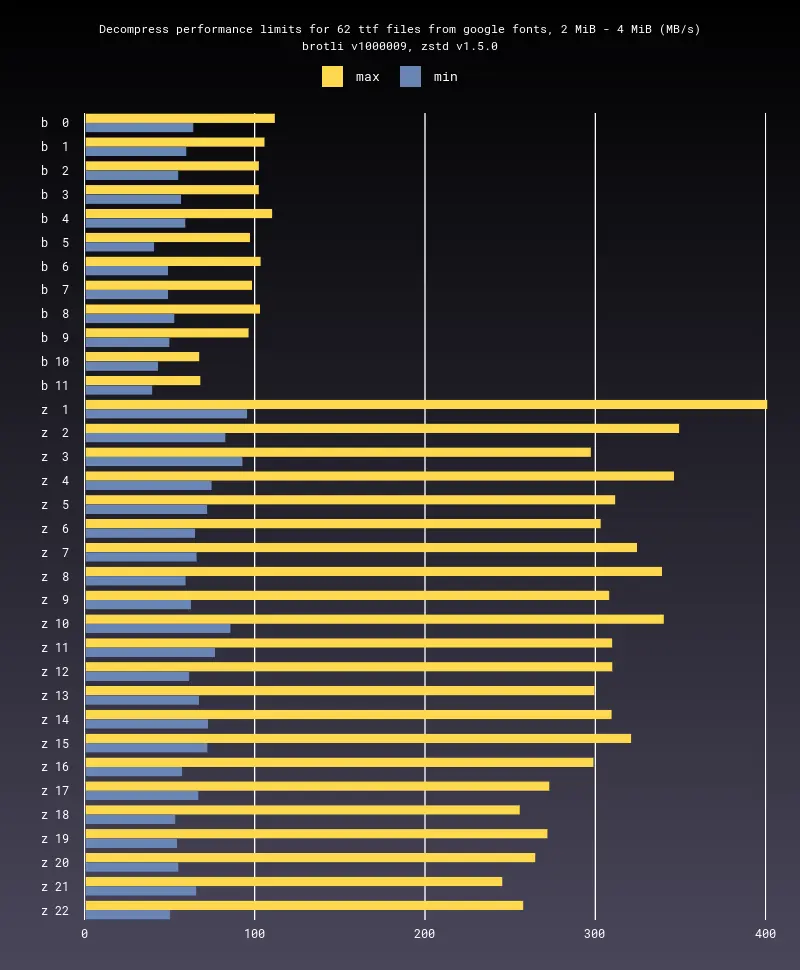 Decompress performance limits for 62 ttf files from google fonts, 2 MiB - 4 MiB (MB/s)
brotli v1000009, zstd v1.5.0
max min
b 0
b 1
b 2
b 3
b 4
b 5
b 6
b 7
b 8
b 9
b 10
b 11
z 1
z 2
z 3
z 4
z 5
z 6
z 7
z 8
z 9
z 10
z 11
z 12
z 13
z 14
z 15
z 16
z 17
z 18
z 19
z 20
z 21
z 22
0 100 200 300 400